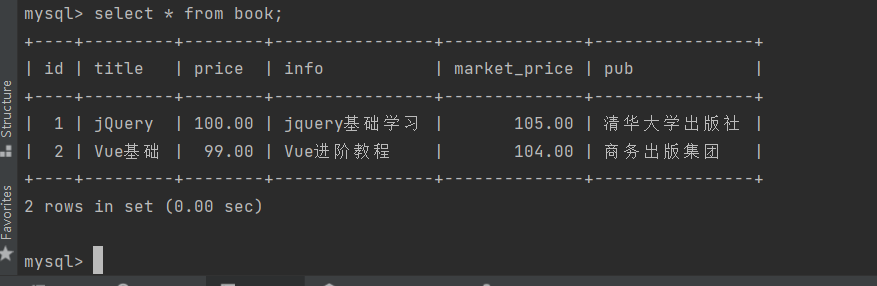 mysql> select * from book;
+----+---------+--------+----------------+--------------+----------------+
| id | title   | price  | info           | market_price | pub            |
+----+---------+--------+----------------+--------------+----------------+
|  1 | jQuery  | 100.00 | jquery基础学习 |       105.00 | 清华大学出版社 |
|  2 | Vue基础 |  99.00 | Vue进阶教程    |       104.00 | 商务出版集团   |
+----+---------+--------+----------------+--------------+----------------+
2 rows in set (0.00 sec)
mysql>
Structure
Favorites